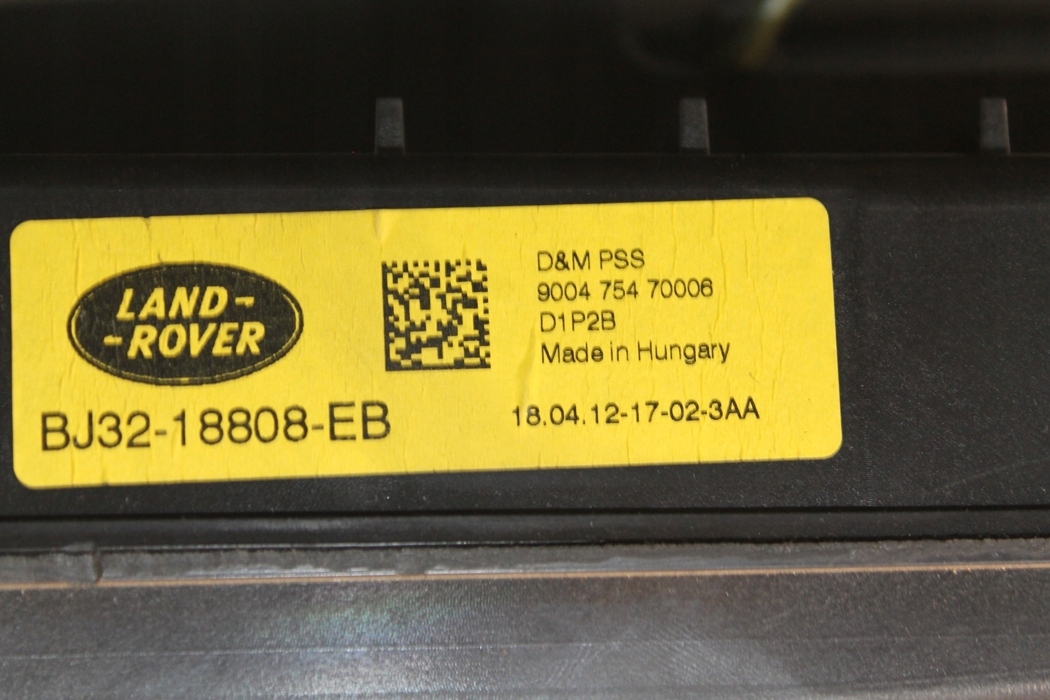 LAND-
-ROVER
BJ32-18808-EB
D&M PSS
9004 754 70006
D1P2B
Made in Hungary
18.04.12-17-02-3AA